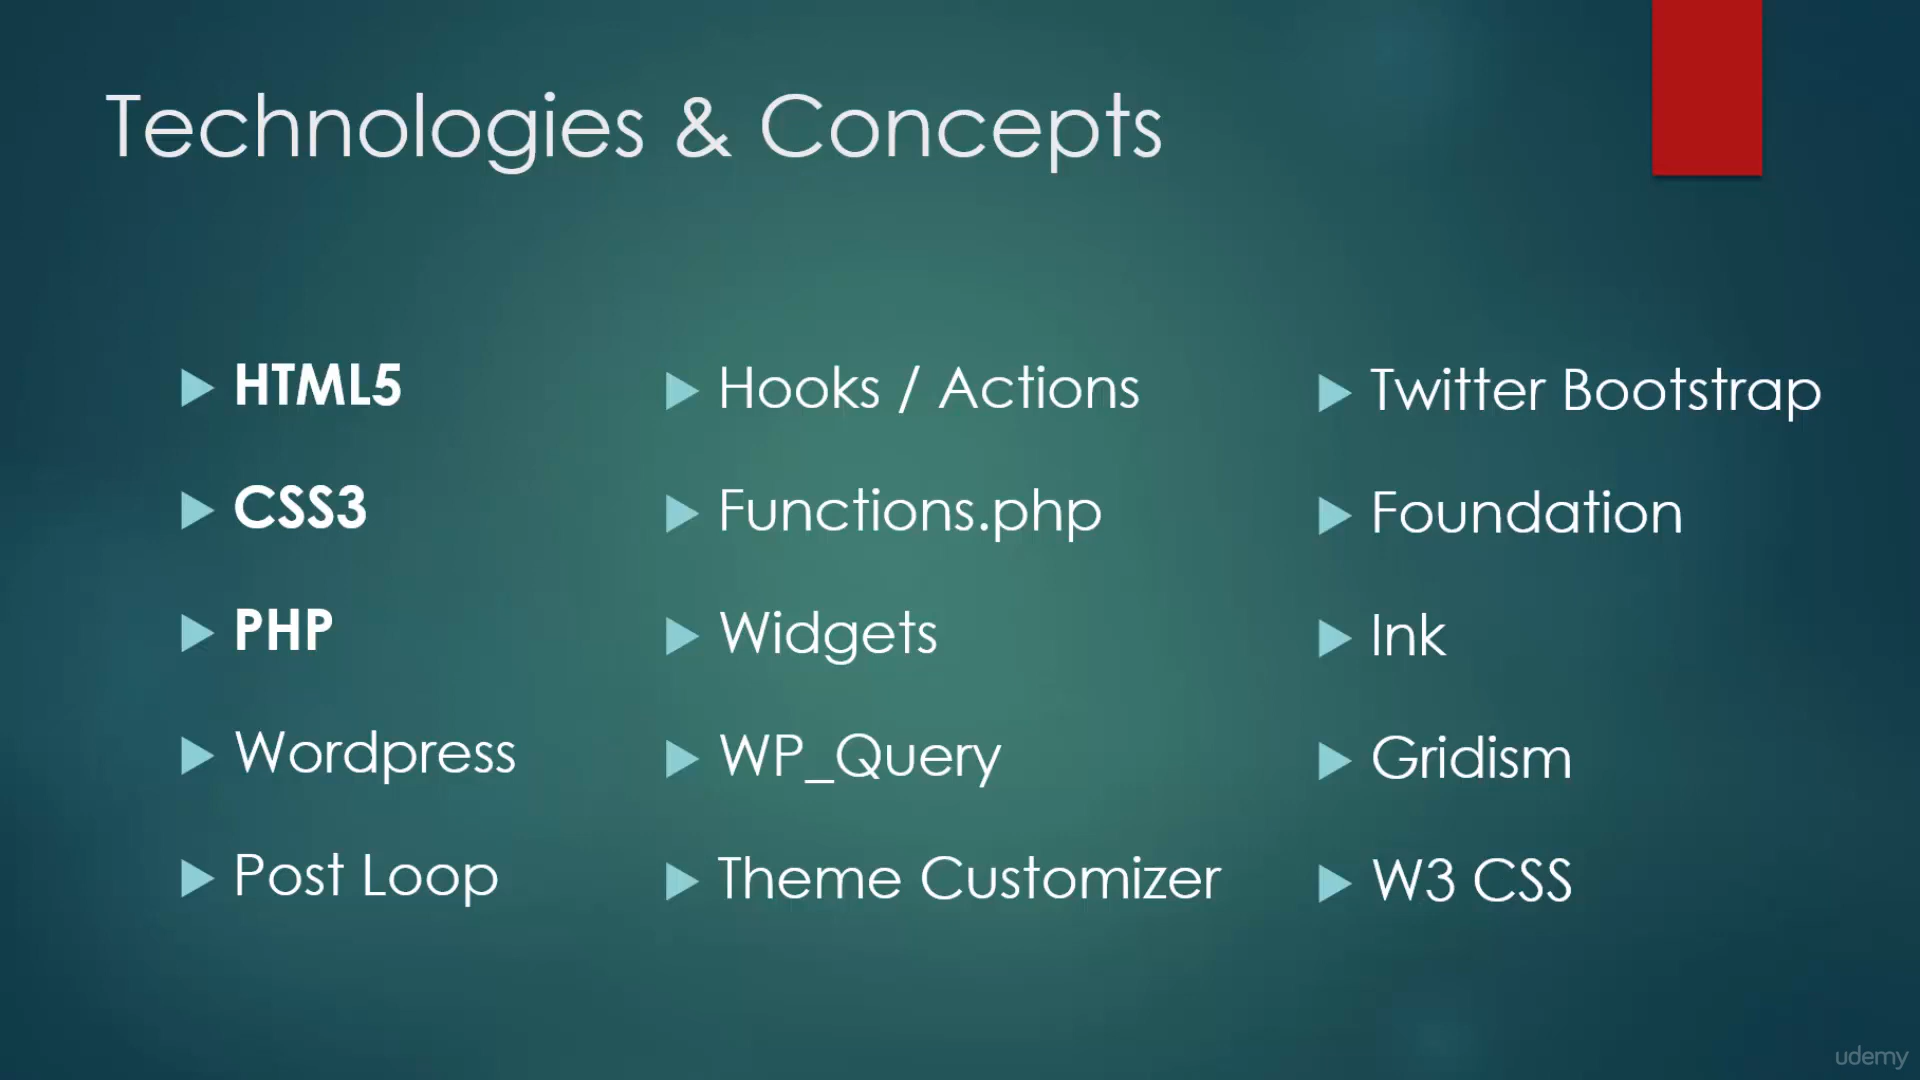 Technologies & Concepts
HTML5
CSS3
PHP
Wordpress
Post Loop
Hooks / Actions
Functions.php
Widgets
WP_Query
Theme Customizer
Twitter Bootstrap
Foundation
Ink
Gridism
W3 CSS
udemy